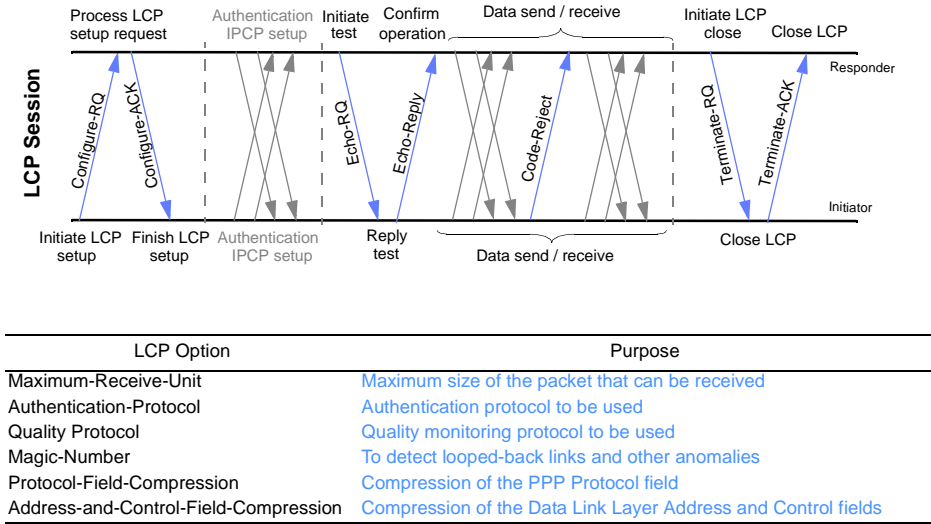 Process LCP
setup request
Authentication
IPCP setup
Initiate
test
Confirm
operation
Data send / receive
Initiate LCP
close
Close LCP
Responder
LCP Session
Configure-RQ
Configure-ACK
Echo-RQ
Echo-Reply
Code-Reject
Terminate-RQ
Terminate-ACK
Initiator
Initiate LCP
setup
Finish LCP
setup
Authentication
IPCP setup
Reply
test
Data send / receive
Close LCP
LCP Option Purpose
Maximum-Receive-Unit Maximum size of the packet that can be received
Authentication-Protocol Authentication protocol to be used
Quality Protocol Quality monitoring protocol to be used
Magic-Number To detect looped-back links and other anomalies
Protocol-Field-Compression Compression of the PPP Protocol field
Address-and-Control-Field-Compression Compression of the Data Link Layer Address and Control fields